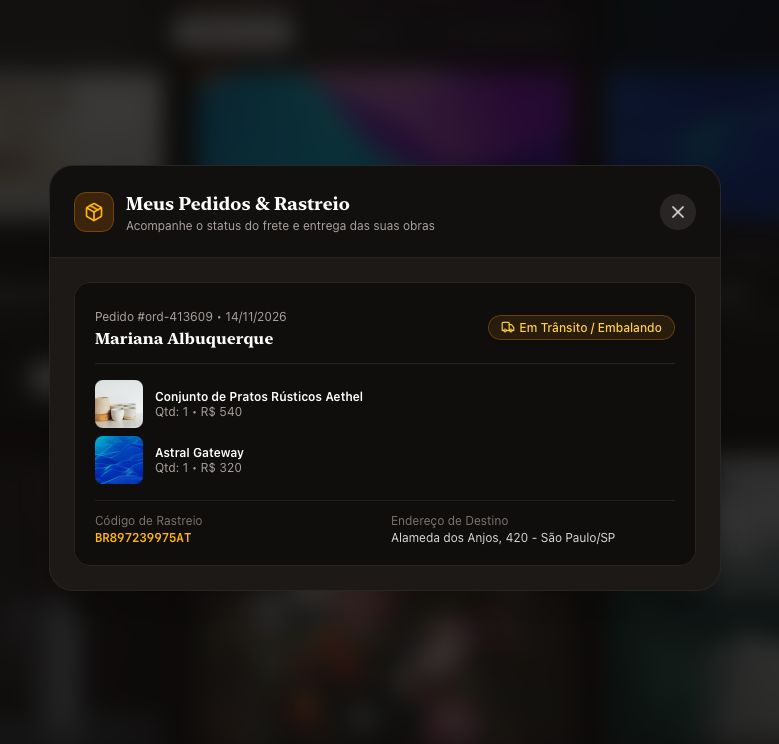 Meus Pedidos & Rastreio
Acompanhe o status do frete e entrega das suas obras
Pedido #ord-413609 • 14/11/2026
Mariana Albuquerque
Em Trânsito / Embalando
Conjunto de Pratos Rústicos Aethel
Qtd: 1 • R$ 540
Astral Gateway
Qtd: 1 • R$ 320
Código de Rastreio
BR897239975AT
Endereço de Destino
Alameda dos Anjos, 420 - São Paulo/SP